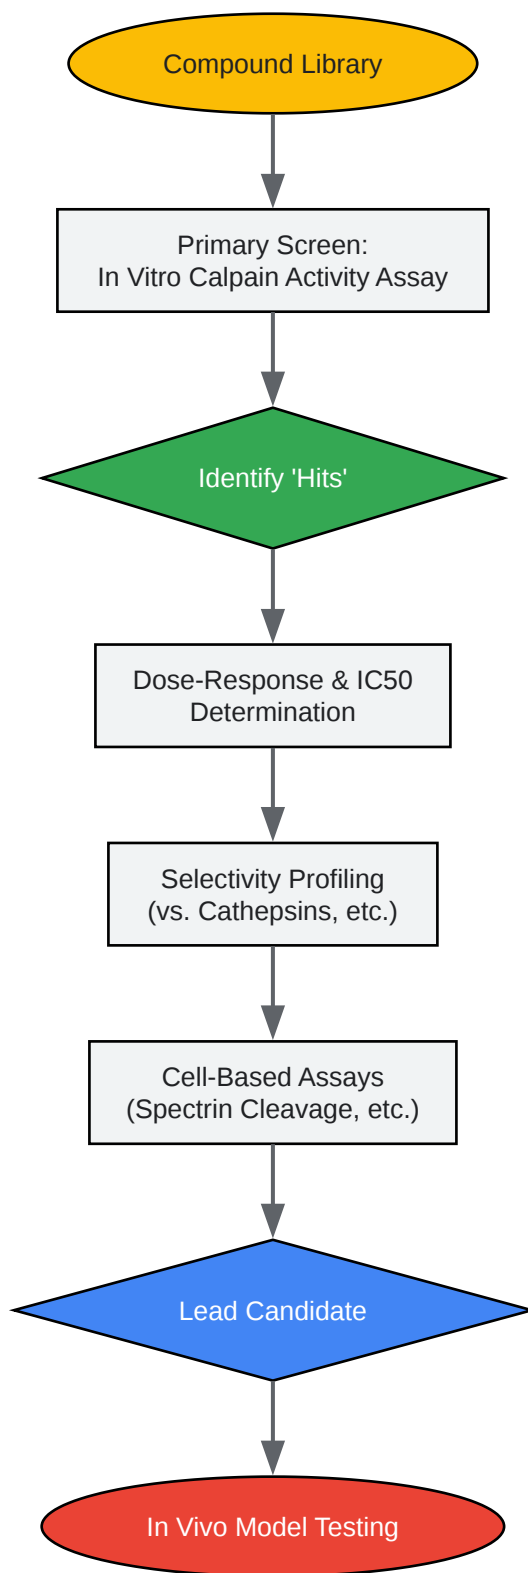 Compound Library
Primary Screen:
In Vitro Calpain Activity Assay
Identify 'Hits'
Dose-Response & IC50
Determination
Selectivity Profiling
(vs. Cathepsins, etc.)
Cell-Based Assays
(Spectrin Cleavage, etc.)
Lead Candidate
In Vivo Model Testing